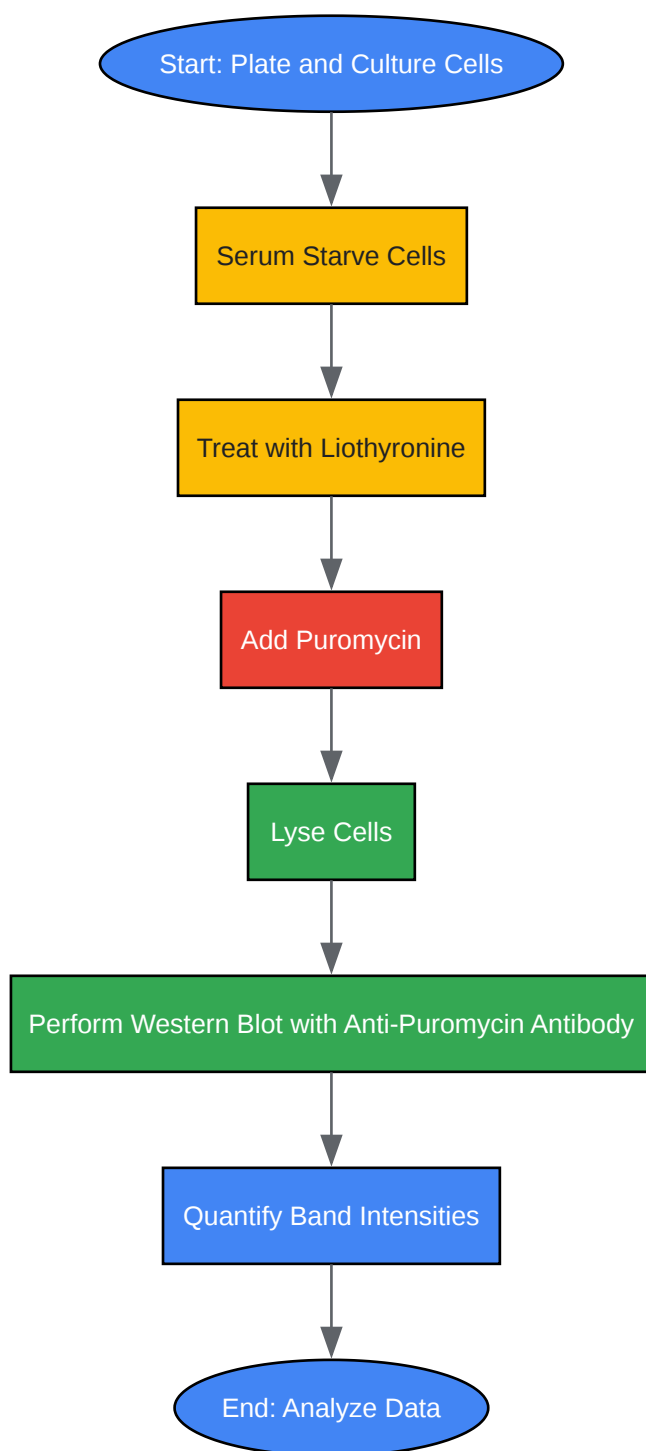 Start: Plate and Culture Cells
Serum Starve Cells
Treat with Liothyronine
Add Puromycin
Lyse Cells
Perform Western Blot with Anti-Puromycin Antibody
Quantify Band Intensities
End: Analyze Data